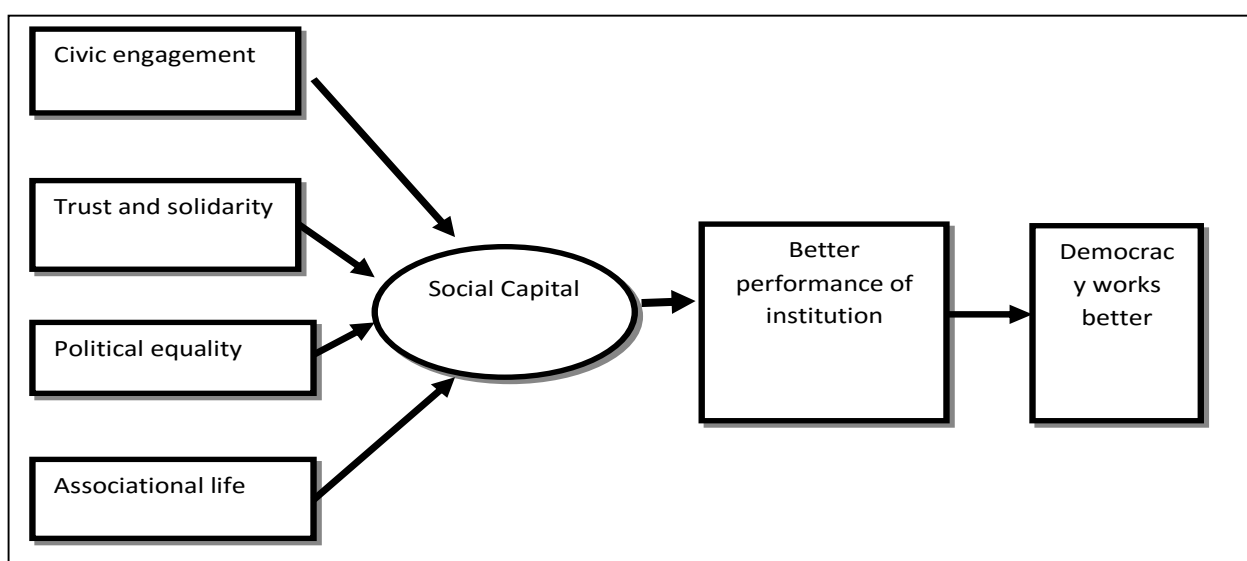 Civic engagement
Trust and solidarity
Political equality
Associational life
Social Capital
Better
performance of
institution
Democrac
y works
better